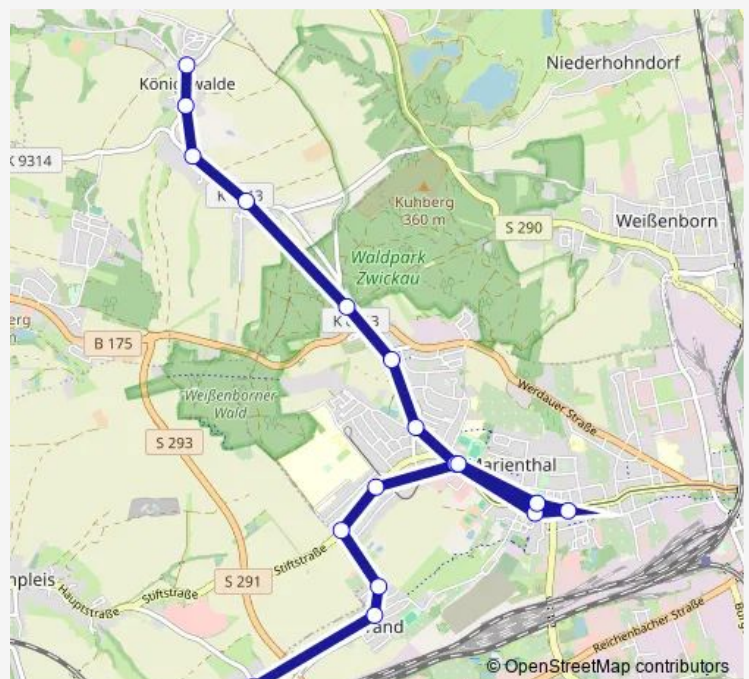 Niederhohndorf
K 9314
Kuhberg
360 m
S 290
Weißenborn
Waldpark
Zwickau
B 175
Weißenborner
Wald
Werdauer Straße
S 293
Marienthal
Stiftstraße
S 291
Hauptstraße
Stiftstraße
Reichenbacher Straße
© OpenStreetMap contributors